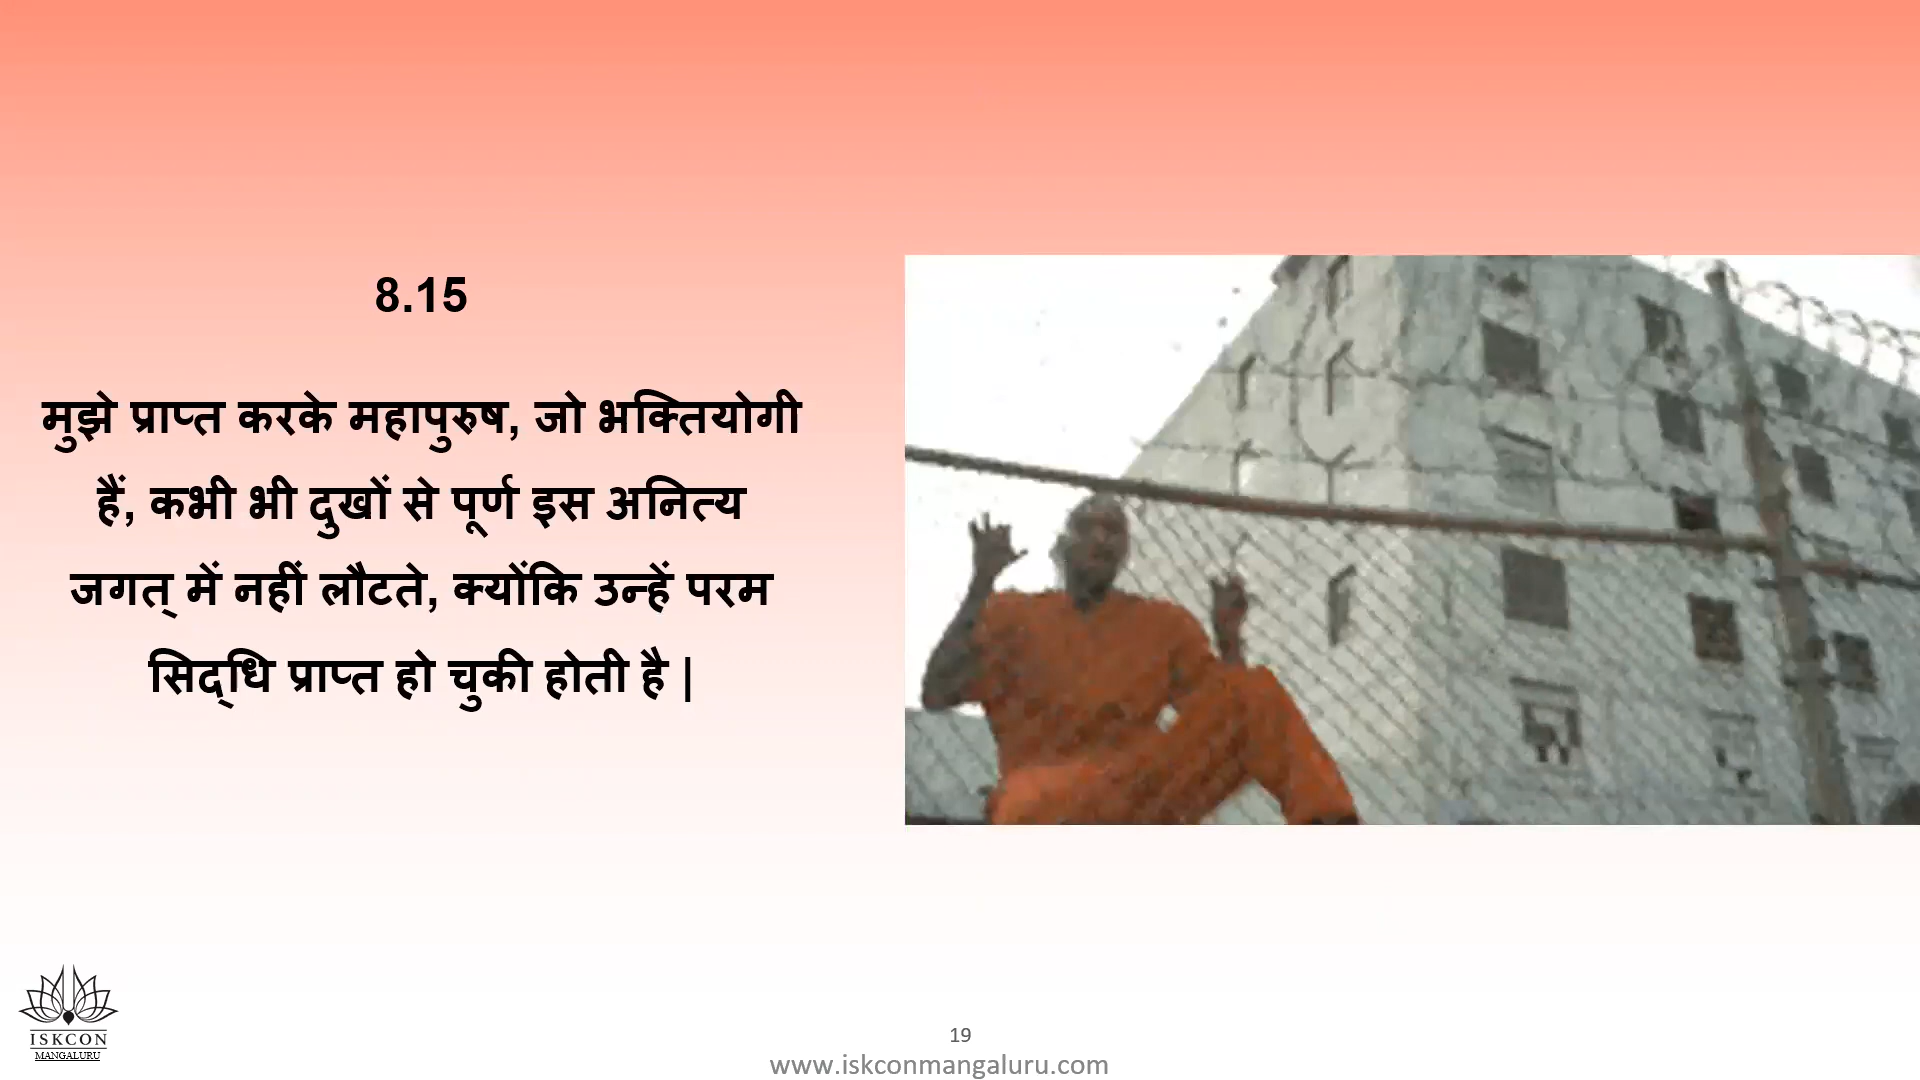 8.15
मुझे प्राप्त करके महापुरुष, जो भक्तियोगी
हैं, कभी भी दुखों से पूर्ण इस अनित्य
जगत् में नहीं लौटते, क्योंकि उन्हें परम
सिद्धि प्राप्त हो चुकी होती है |
ISKCON
MANGALURU
19
www.iskconmangaluru.com